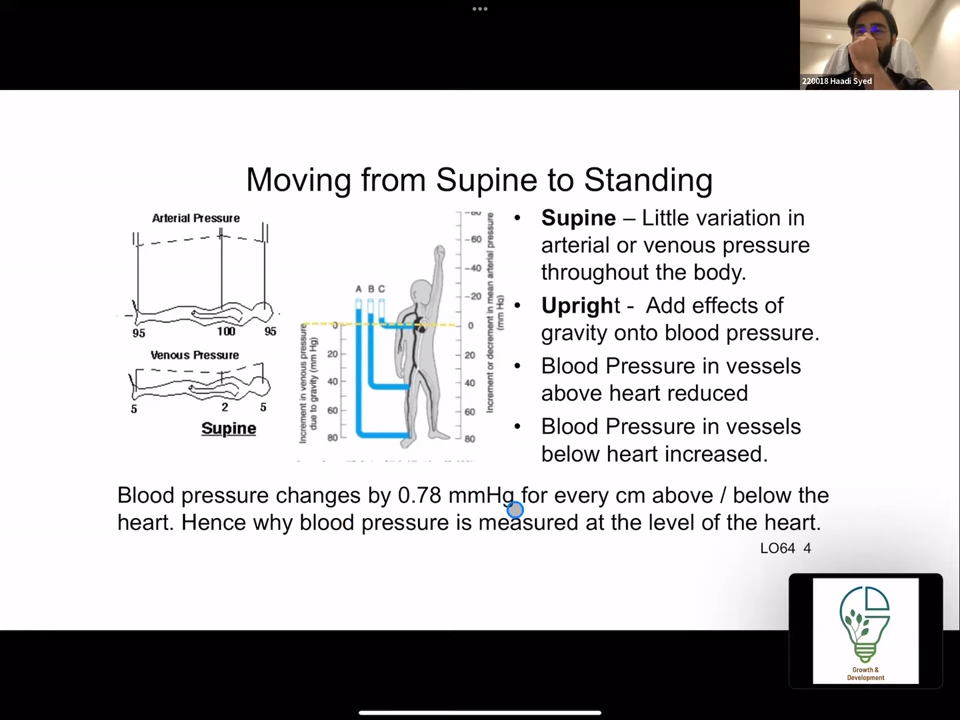 220018 Haadi Syed
Moving from Supine to Standing
Arterial Pressure
95 100 95
Venous Pressure
5 2 5
Supine
A B C
Increment in venous pressure
due to gravity (mm Hg)
0
20
40
60
80
60
40
20
0
20
40
60
80
Increment or decrement in mean arterial pressure
(mm Hg)
• Supine – Little variation in
arterial or venous pressure
throughout the body.
• Upright - Add effects of
gravity onto blood pressure.
• Blood Pressure in vessels
above heart reduced
• Blood Pressure in vessels
below heart increased.
Blood pressure changes by 0.78 mmHg for every cm above / below the
heart. Hence why blood pressure is measured at the level of the heart.
LO64 4
Growth &
Development